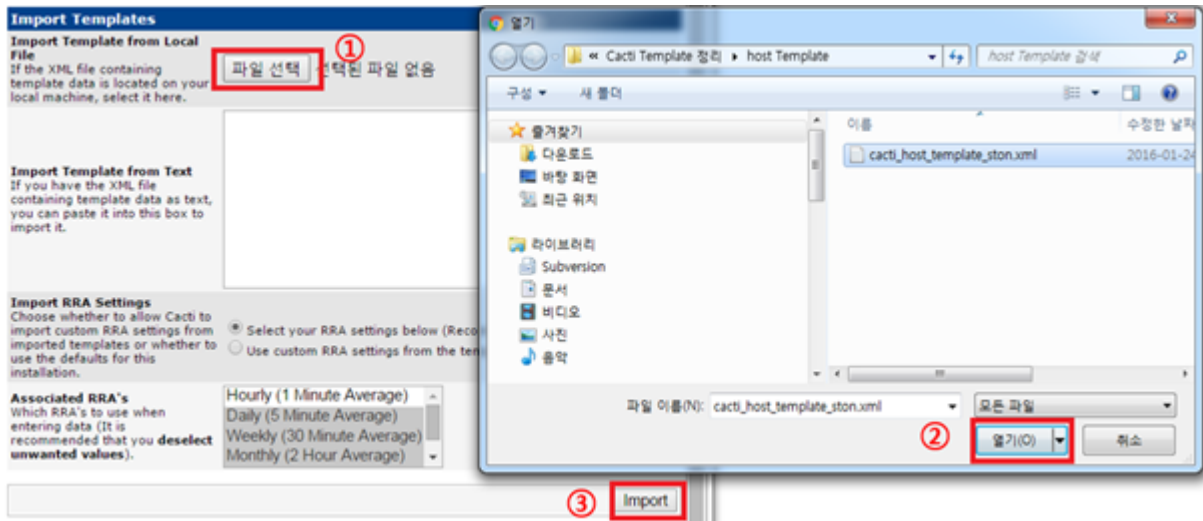 Import Templates
Import Template from Local
File
If the XML file containing
template data is located on your
local machine, select it here.
①
파일 선택 선택된 파일 없음
Import Template from Text
If you have the XML file
containing template data as text,
you can paste it into this box to
import it.
Import RRA Settings
Choose whether to allow Cacti to
import custom RRA settings from
imported templates or whether to
use the defaults for this
installation.
Select your RRA settings below (Reco
Use custom RRA settings from the tem
Associated RRA's
Which RRA's to use when
entering data (It is
recommended that you deselect
unwanted values).
Hourly (1 Minute Average)
Daily (5 Minute Average)
Weekly (30 Minute Average)
Monthly (2 Hour Average)
③ Import
열기
« Cacti Template 정리 ▸ host Template
host Template 검색
구성 새 폴더
즐겨찾기
다운로드
바탕 화면
최근 위치
라이브러리
Subversion
문서
비디오
사진
음악
이름 수정한 날짜
cacti_host_template_ston.xml 2016-01-24
파일 이름(N): cacti_host_template_ston.xml 모든 파일
② 열기(O) 취소